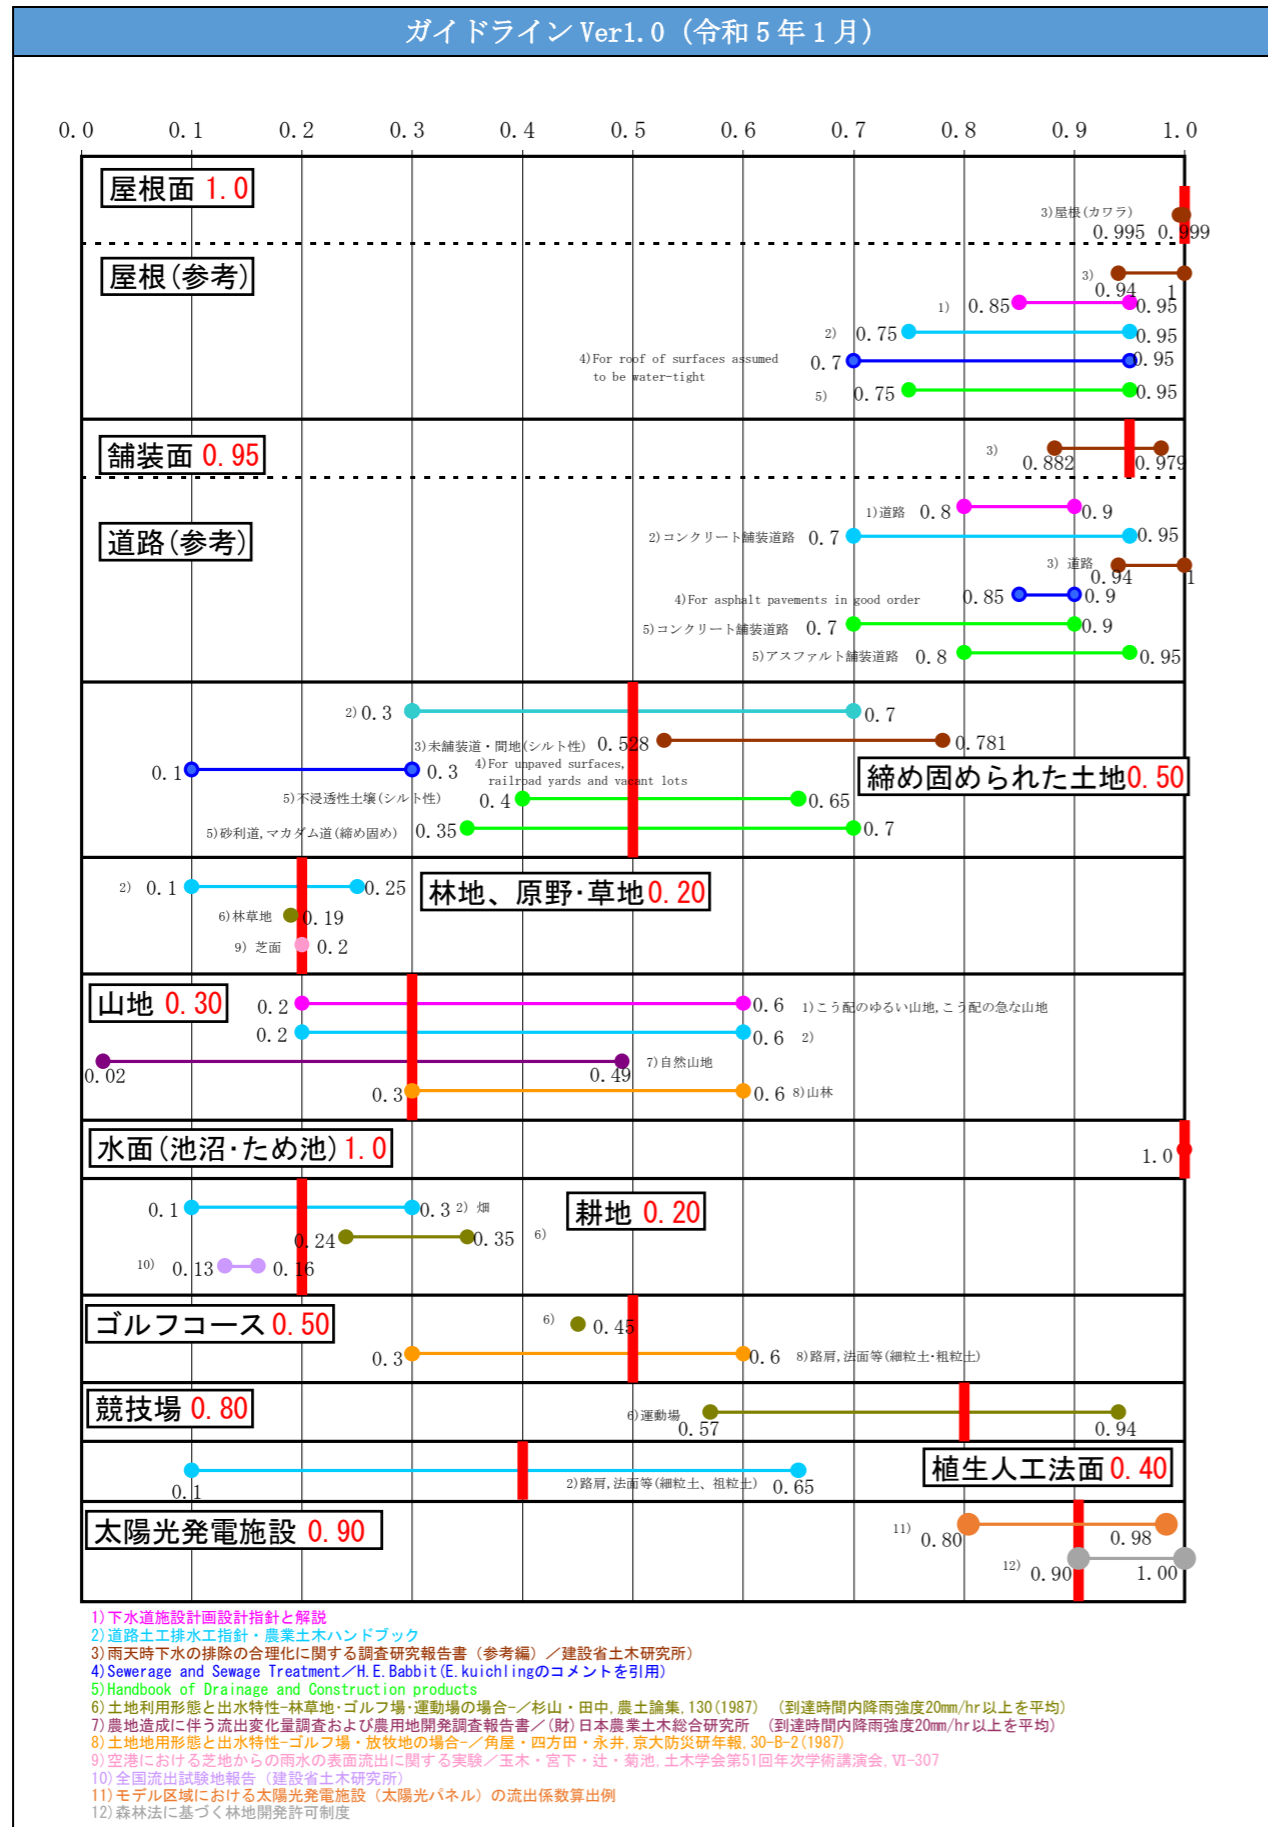 ガイドラインVer1.0（令和5年1月）
0.0 0.1 0.2 0.3 0.4 0.5 0.6 0.7 0.8 0.9 1.0
屋根面 1.0
3)屋根(カワラ)
0.995 0.999
屋根(参考)
3) 0.94 1
1) 0.85 0.95
2) 0.75 0.95
4)For roof of surfaces assumed
to be water-tight
0.7 0.95
5) 0.75 0.95
舗装面 0.95
3) 0.882 0.979
道路(参考)
1)道路 0.8 0.9
2)コンクリート舗装道路 0.7 0.95
3) 道路 0.94 1
4)For asphalt pavements in good order 0.85 0.9
5)コンクリート舗装道路 0.7 0.9
5)アスファルト舗装道路 0.8 0.95
2) 0.3 0.7
3)未舗装道・間地(シルト性) 0.528 0.781
4)For unpaved surfaces,
railroad yards and vacant lots
0.1 0.3
締め固められた土地0.50
5)不浸透性土壌(シルト性) 0.4 0.65
5)砂利道,マカダム道(締め固め) 0.35 0.7
2) 0.1 0.25
林地、原野・草地0.20
6)林草地 0.19
9) 芝面 0.2
山地 0.30
0.2 0.6 1)こう配のゆるい山地,こう配の急な山地
0.2 0.6 2)
0.02 0.49 7)自然山地
0.3 0.6 8)山林
水面(池沼・ため池)1.0
1.0
0.1 0.3 2) 畑
耕地 0.20
0.24 0.35 6)
10) 0.13 0.16
ゴルフコース0.50
6) 0.45
0.3 0.6 8)路肩,法面等(細粒土・粗粒土)
競技場 0.80
6)運動場 0.57 0.94
植生人工法面0.40
0.1 2)路肩,法面等(細粒土、祖粒土) 0.65
太陽光発電施設 0.90
11) 0.80 0.98
12) 0.90 1.00
1)下水道施設計画設計指針と解説
2)道路土工排水工指針・農業土木ハンドブック
3)雨天時下水の排除の合理化に関する調査研究報告書（参考編）／建設省土木研究所）
4)Sewerage and Sewage Treatment／H.E.Babbit(E.kuichlingのコメントを引用)
5)Handbook of Drainage and Construction products
6)土地利用形態と出水特性-林草地・ゴルフ場・運動場の場合-／杉山・田中,農土論集,130(1987) （到達時間内降雨強度20mm/hr以上を平均）
7)農地造成に伴う流出変化量調査および農用地開発調査報告書／(財)日本農業土木総合研究所 （到達時間内降雨強度20mm/hr以上を平均）
8)土地地用形態と出水特性-ゴルフ場・放牧地の場合-／角屋・四方田・永井,京大防災研年報,30-B-2(1987)
9)空港における芝地からの雨水の表面流出に関する実験／玉木・宮下・辻・菊池,土木学会第51回年次学術講演会,Ⅵ-307
10)全国流出試験地報告（建設省土木研究所）
11)モデル区域における太陽光発電施設（太陽光パネル）の流出係数算出例
12)森林法に基づく林地開発許可制度